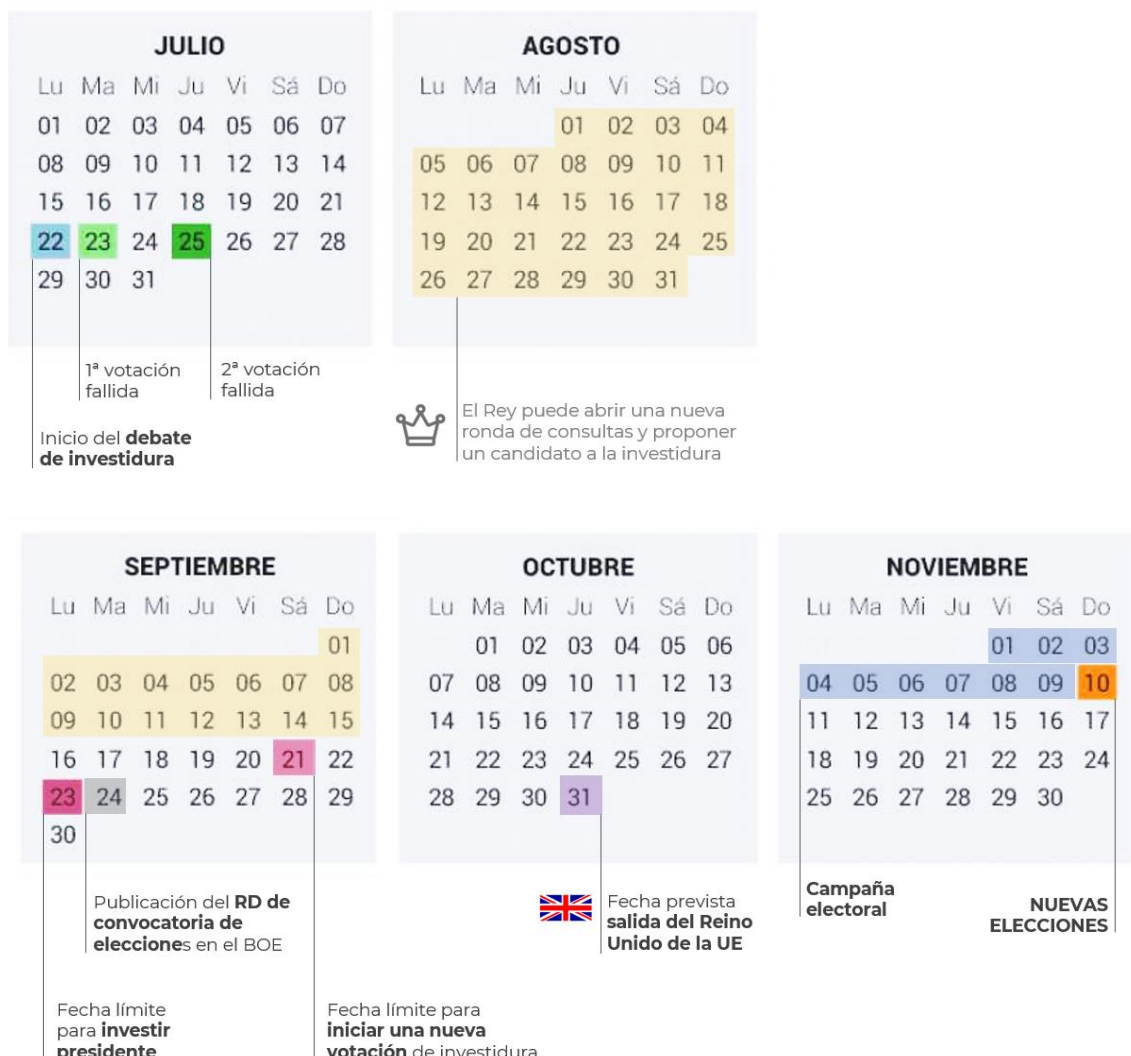 JULIO
Lu Ma Mi Ju Vi Sá Do
01 02 03 04 05 06 07
08 09 10 11 12 13 14
15 16 17 18 19 20 21
22 23 24 25 26 27 28
29 30 31
1ª votación
fallida
2ª votación
fallida
Inicio del debate
de investidura
AGOSTO
Lu Ma Mi Ju Vi Sá Do
01 02 03 04
05 06 07 08 09 10 11
12 13 14 15 16 17 18
19 20 21 22 23 24 25
26 27 28 29 30 31
El Rey puede abrir una nueva
ronda de consultas y proponer
un candidato a la investidura
SEPTIEMBRE
Lu Ma Mi Ju Vi Sá Do
01
02 03 04 05 06 07 08
09 10 11 12 13 14 15
16 17 18 19 20 21 22
23 24 25 26 27 28 29
30
Publicación del RD de
convocatoria de
elecciones en el BOE
Fecha límite
para investir
presidente
Fecha límite para
iniciar una nueva
votación de investidura
OCTUBRE
Lu Ma Mi Ju Vi Sá Do
01 02 03 04 05 06
07 08 09 10 11 12 13
14 15 16 17 18 19 20
21 22 23 24 25 26 27
28 29 30 31
Fecha prevista
salida del Reino
Unido de la UE
NOVIEMBRE
Lu Ma Mi Ju Vi Sá Do
01 02 03
04 05 06 07 08 09 10
11 12 13 14 15 16 17
18 19 20 21 22 23 24
25 26 27 28 29 30
Campaña
electoral
NUEVAS
ELECCIONES